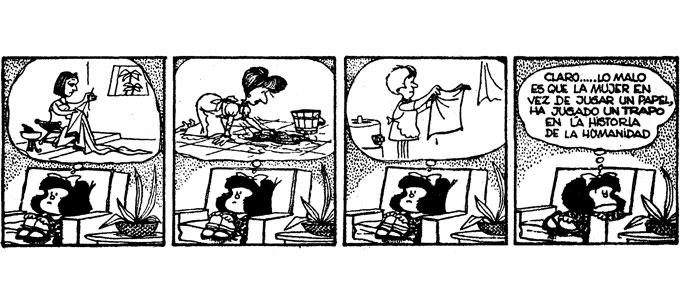 CLARO.....LO MALO
ES QUE LA MUJER EN
VEZ DE JUGAR UN PAPEL,
HA JUGADO UN TRAPO
EN LA HISTORIA
DE LA HUMANIDAD